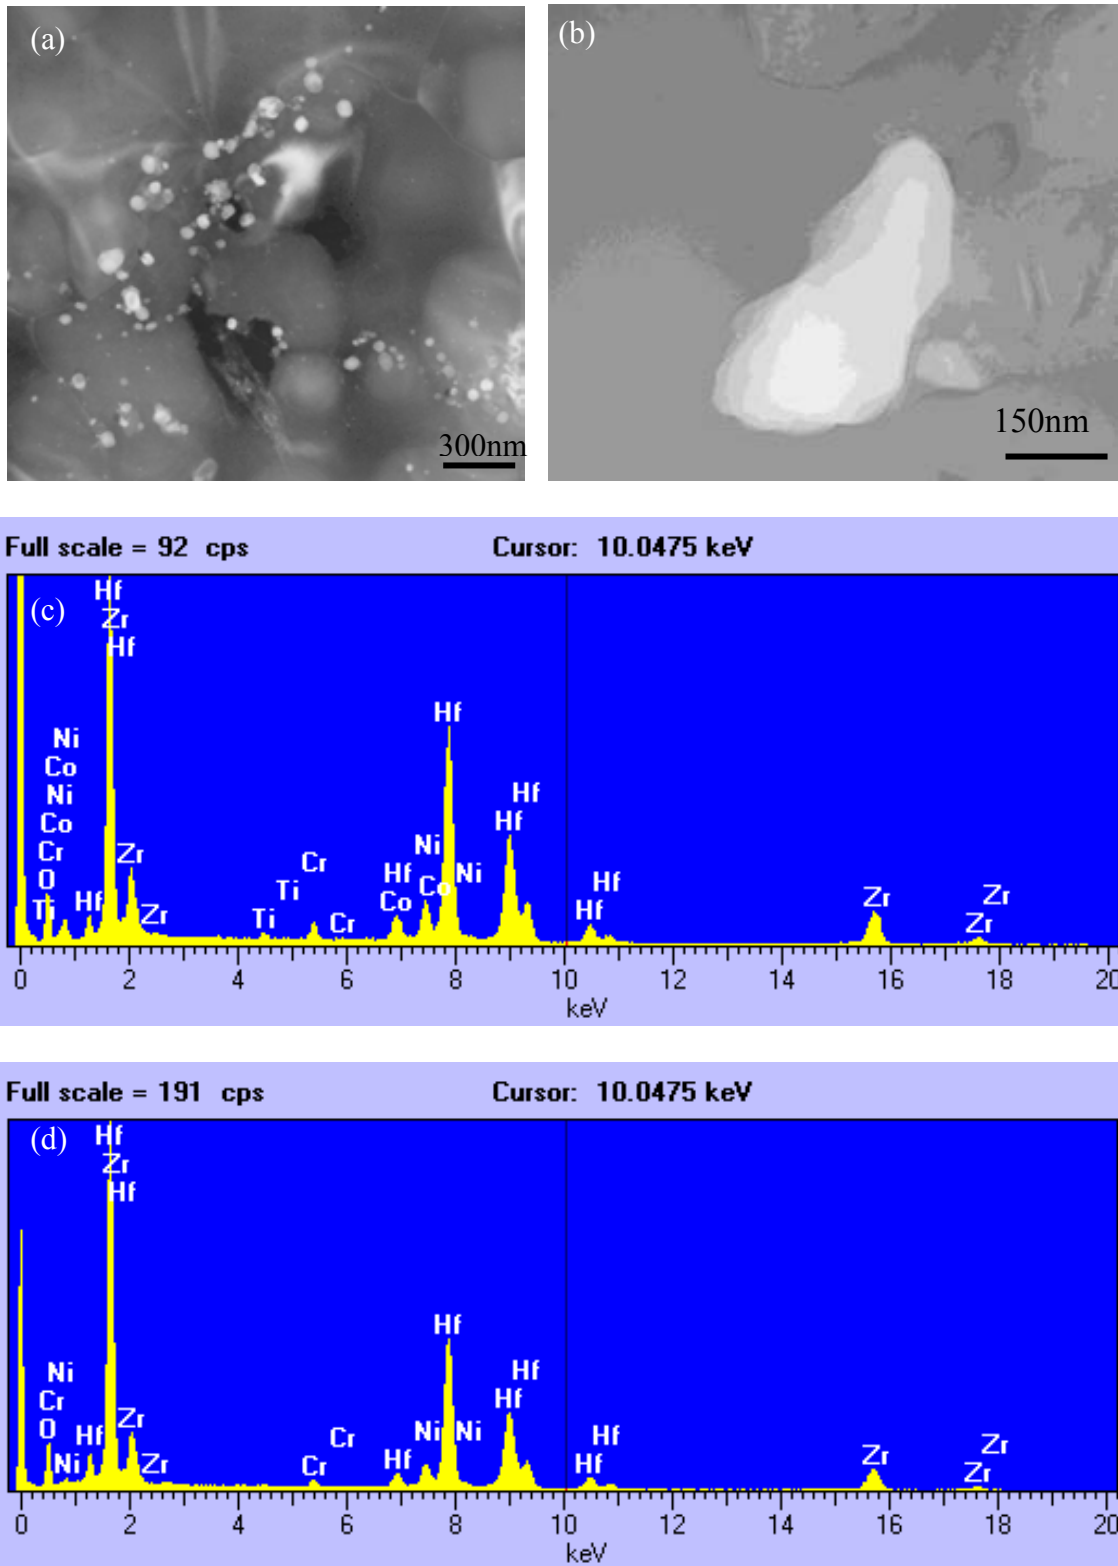 (a)
(b)
300nm
150nm
Full scale = 92 cps Cursor: 10.0475 keV
(c)
Hf
Zr
Hf
Ni
Co
Ni
Co
Cr
O
Ti
Hf
Zr
Zr
Ti
Ti
Cr
Cr
Hf
Co
Ni
Co
Hf
Ni
Hf
Hf
Hf
Hf
Zr
Zr
Zr
0 2 4 6 8 10 12 14 16 18 20
keV
Full scale = 191 cps Cursor: 10.0475 keV
(d)
Hf
Zr
Hf
Ni
Cr
O
Ni
Hf
Zr
Zr
Cr
Cr
Hf
Ni
Hf
Ni
Hf
Hf
Hf
Hf
Zr
Zr
Zr
0 2 4 6 8 10 12 14 16 18 20
keV